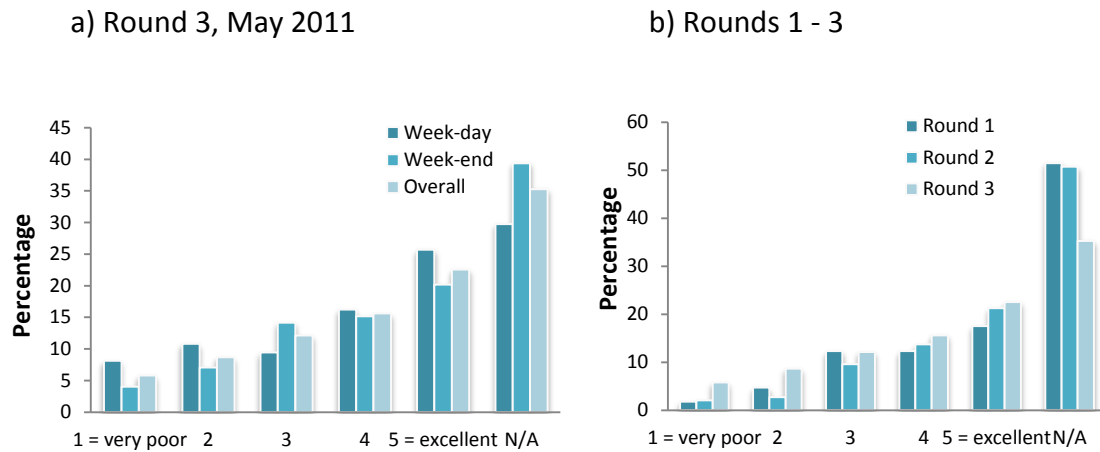 a) Round 3, May 2011
Percentage
45
40
35
30
25
20
15
10
5
0
Week-day
Week-end
Overall
1 = very poor 2 3 4 5 = excellent N/A
b) Rounds 1 - 3
Percentage
60
50
40
30
20
10
0
Round 1
Round 2
Round 3
1 = very poor 2 3 4 5 = excellent N/A